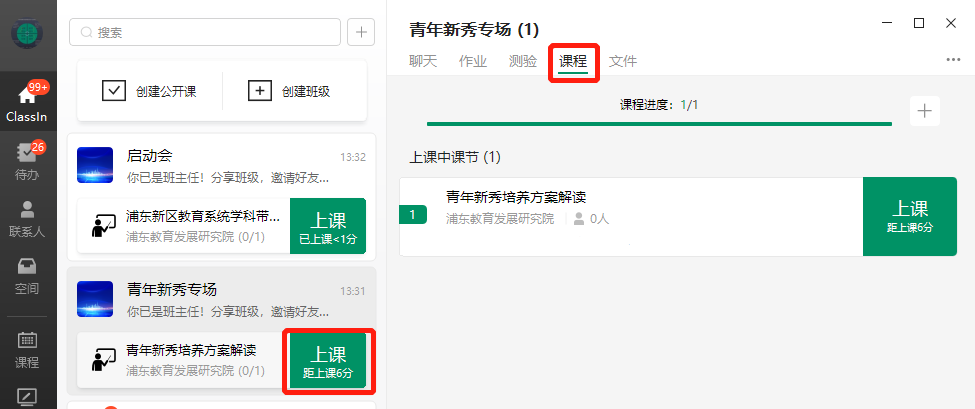 99+
ClassIn
26
待办
联系人
空间
课程
搜索
创建公开课
创建班级
启动会
13:32
你已是班主任！分享班级，邀请好友...
浦东新区教育系统学科带...
浦东教育发展研究院 (0/1)
上课
已上课<1分
青年新秀专场
13:31
你已是班主任！分享班级，邀请好友...
青年新秀培养方案解读
浦东教育发展研究院 (0/1)
上课
距上课6分
青年新秀专场 (1)
聊天
作业
测验
课程
文件
课程进度：1/1
上课中课节 (1)
1
青年新秀培养方案解读
浦东教育发展研究院
0人
上课
距上课6分